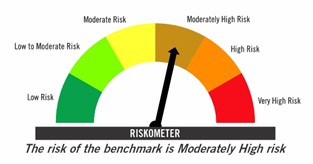 Moderate Risk
Moderately High Risk
Low to Moderate Risk
High Risk
Low Risk
Very High Risk
RISKOMETER
The risk of the benchmark is Moderately High risk